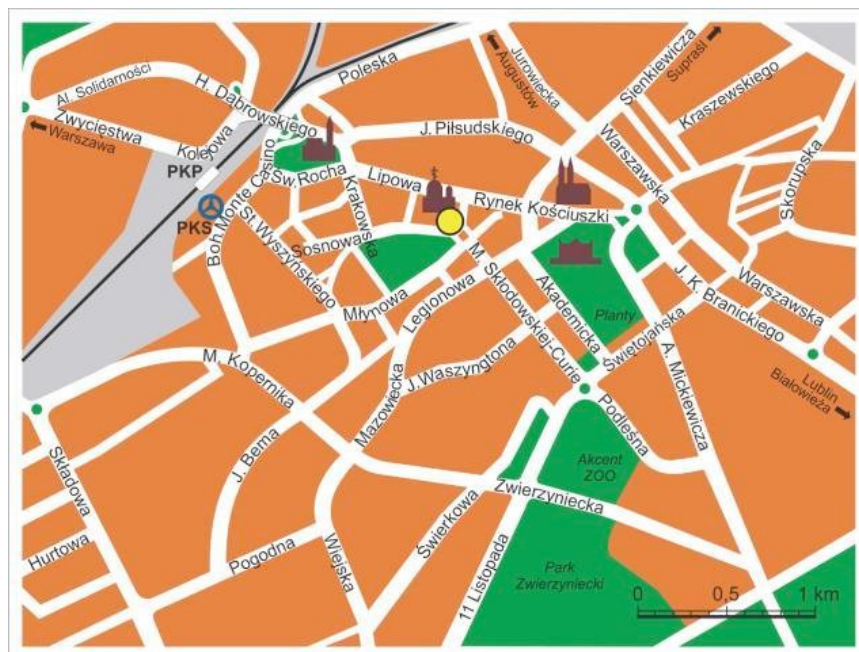 Poleska
Augustów
Jurowiecka
Sienkiewicza
Supraśl
Al. Solidarności
H. Dąbrowskiego
Kraszewskiego
Zwycięstwa
Warszawa
Kolejowa
J. Piłsudskiego
Warszawska
PKP
Św. Rocha
Lipowa
Rynek Kościuszki
Skorupska
PKS
Boh. Monte Casino
St. Wyszyńskiego
Krakowska
Sosnowa
M. Skłodowskiej-Curie
Akademicka
Planty
J. K. Branickiego
Warszawska
Młynowa
Legionowa
Świętojańska
A. Mickiewicza
M. Kopernika
J.Waszyngtona
Mazowiecka
Lublin
Białowieża
Podleśna
J. Bema
Składowa
Akcent
ZOO
Zwierzyniecka
Świerkowa
Hurtowa
Pogodna
Wiejska
11 Listopada
Park
Zwierzyniecki
0 0,5 1 km